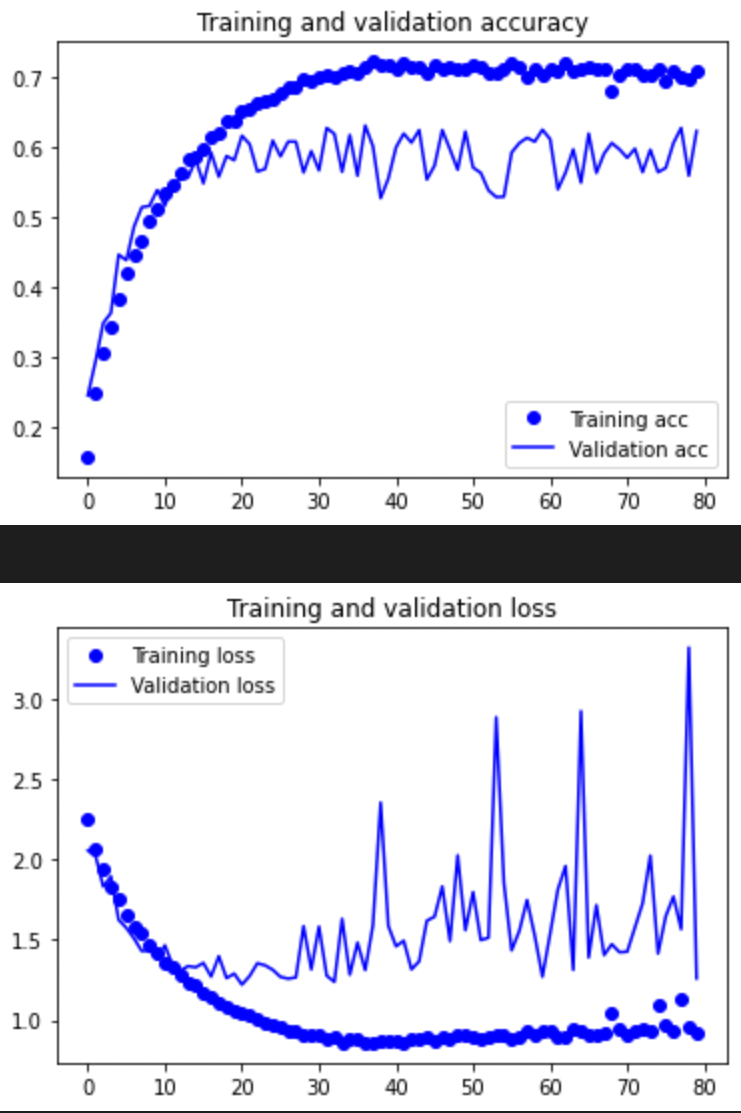 Training and validation accuracy
0.7
0.6
0.5
0.4
0.3
0.2
Training acc
Validation acc
0 10 20 30 40 50 60 70 80
Training and validation loss
Training loss
Validation loss
3.0
2.5
2.0
1.5
1.0
0 10 20 30 40 50 60 70 80